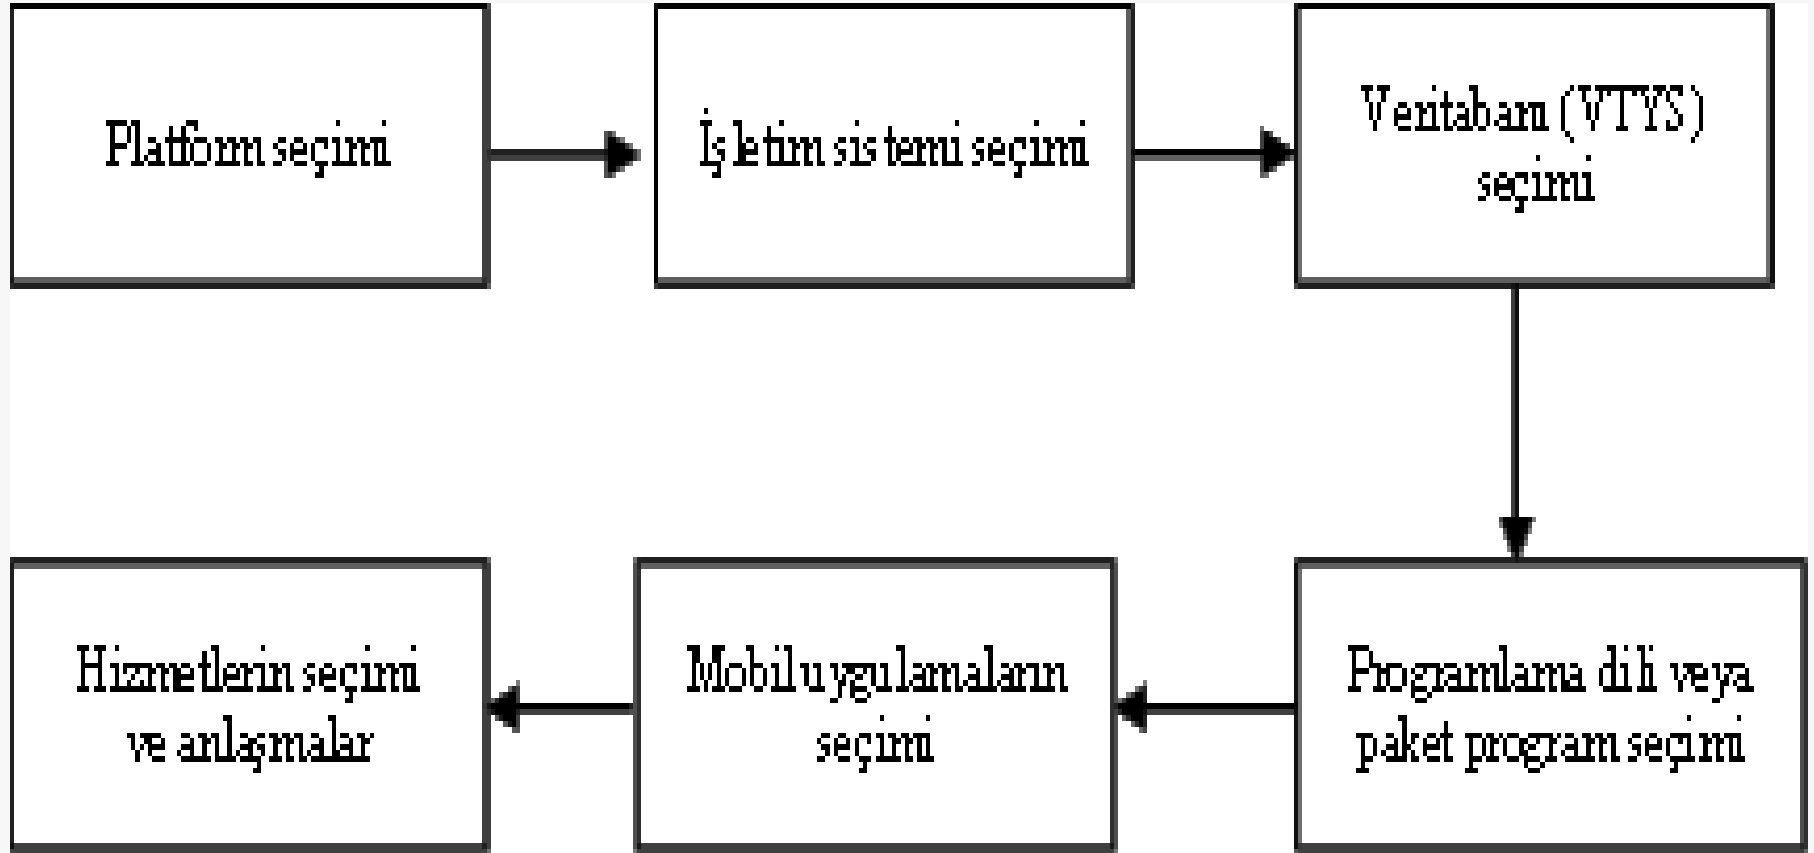 Platform seçimi
İşletim sistemi seçimi
Veritabanı (VTYS)
seçimi
Programlama dili veya
paket program seçimi
Mobil uygulamaların
seçimi
Hizmetlerin seçimi
ve anlaşmalar